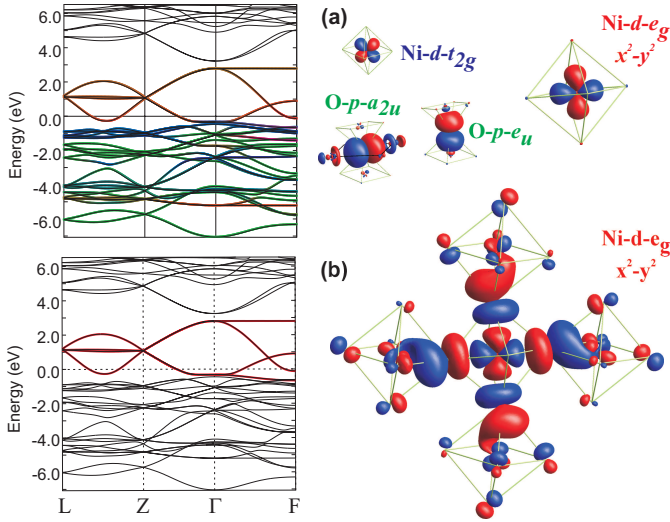 6.0
4.0
2.0
0.0
-2.0
-4.0
-6.0
Energy (eV)
(a)
Ni-d-t2g
Ni-d-eg
x²-y²
O-p-a2u
O-p-eu
6.0
4.0
2.0
0.0
-2.0
-4.0
-6.0
Energy (eV)
L
Z
Γ
F
(b)
Ni-d-eg
x²-y²